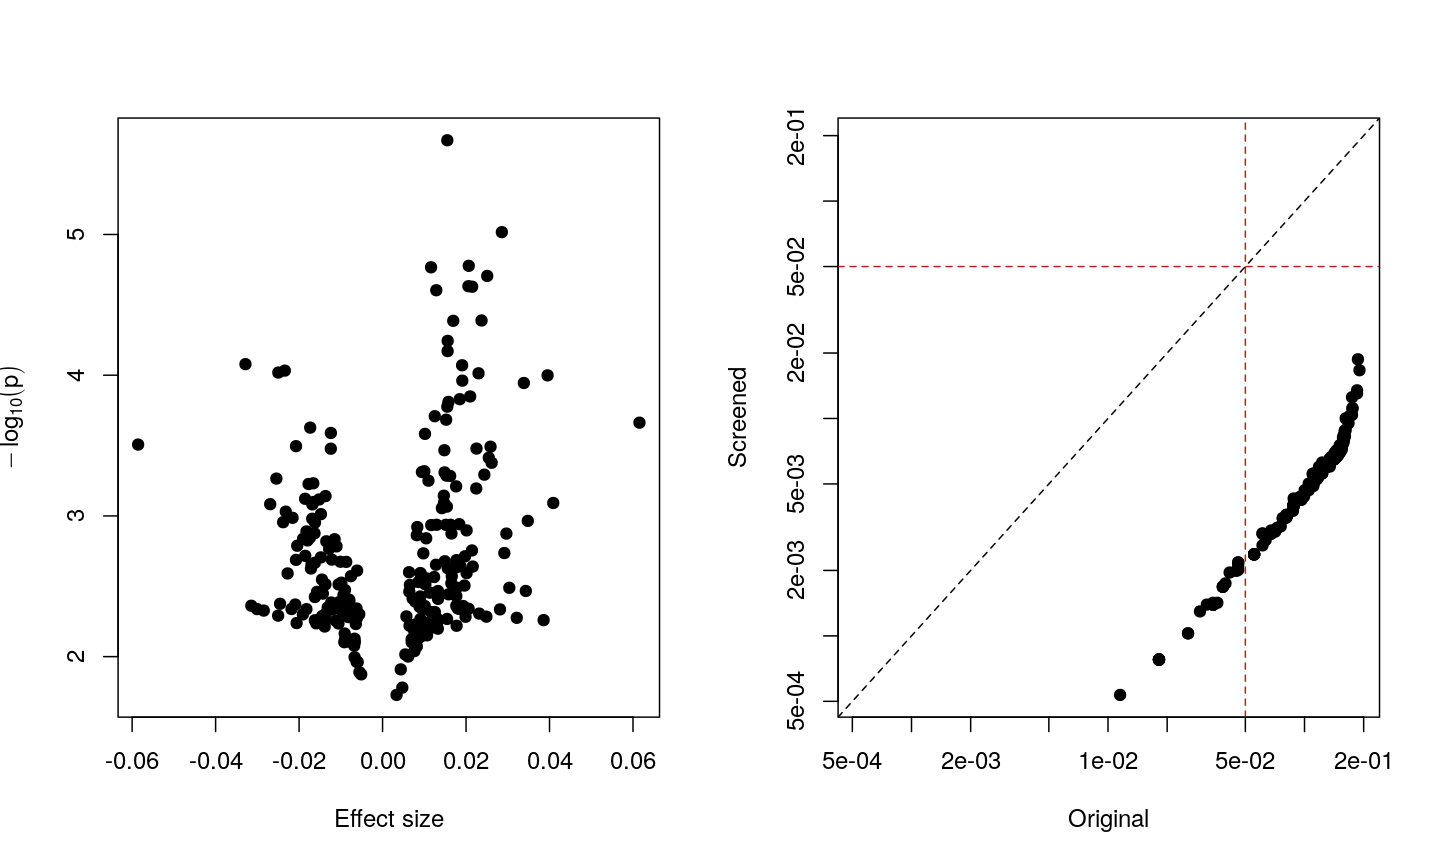 − log10(p)
5
4
3
2
-0.06 -0.04 -0.02 0.00 0.02 0.04 0.06
Effect size
Screened
2e-01
5e-02
2e-02
5e-03
2e-03
5e-04
5e-04 2e-03 1e-02 5e-02 2e-01
Original